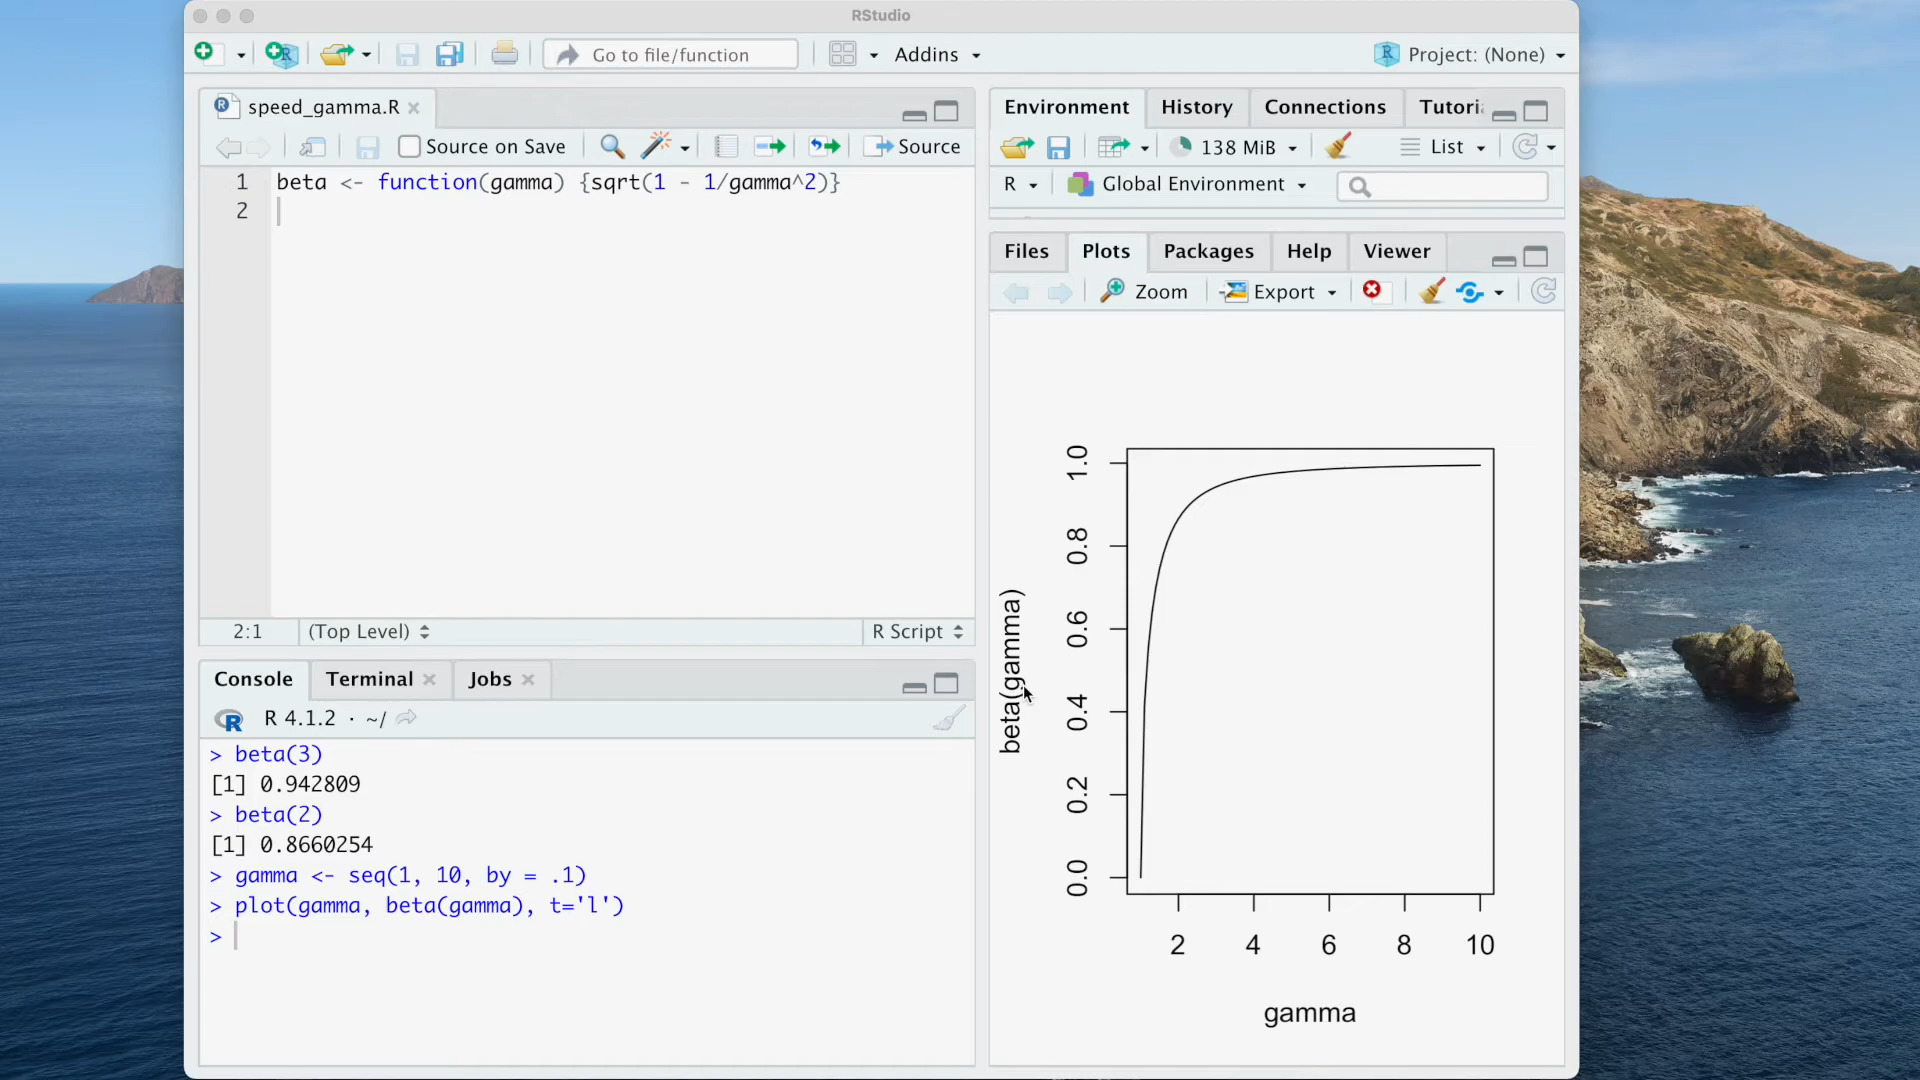 RStudio
Go to file/function
Addins
Project: (None)
speed_gamma.R
Source on Save
Source
1 beta <- function(gamma) {sqrt(1 - 1/gamma^2)}
2
2:1
(Top Level)
R Script
Console
Terminal
Jobs
R 4.1.2 · ~/
> beta(3)
[1] 0.942809
> beta(2)
[1] 0.8660254
> gamma <- seq(1, 10, by = .1)
> plot(gamma, beta(gamma), t='l')
>
Environment
History
Connections
138 MiB
List
R
Global Environment
Files
Plots
Packages
Help
Viewer
Zoom
Export
beta(gamma)
1.0
0.8
0.6
0.4
0.2
0.0
2 4 6 8 10
gamma